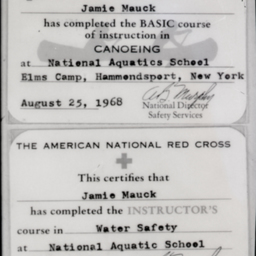 Jamie Mauck
has completed the BASIC course
of instruction in
CANOEING
at National Aquatics School
Elms Camp, Hammondsport, New York
August 25, 1968
National Director
Safety Services
THE AMERICAN NATIONAL RED CROSS
This certifies that
Jamie Mauck
has completed the INSTRUCTOR'S
course in Water Safety
at National Aquatic School